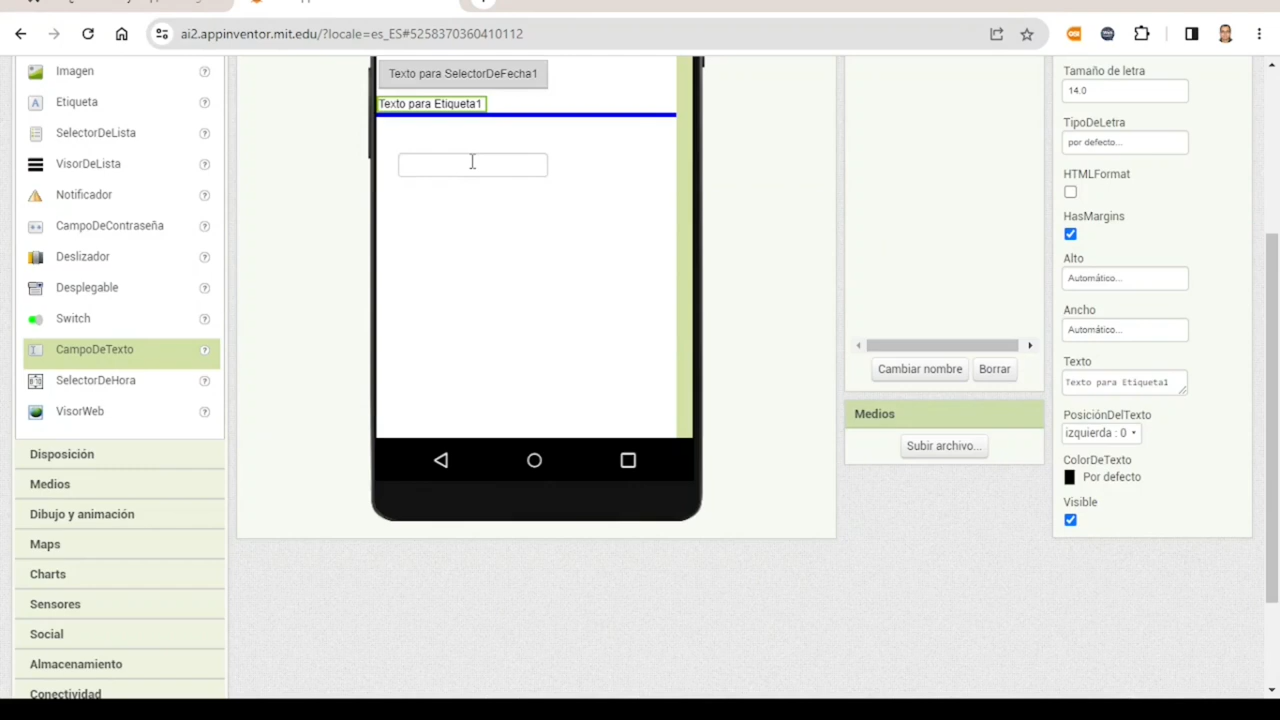 ai2.appinventor.mit.edu/?locale=es_ES#5258370360410112
Imagen
Etiqueta
SelectorDeLista
VisorDeLista
Notificador
CampoDeContraseña
Deslizador
Desplegable
Switch
CampoDeTexto
SelectorDeHora
VisorWeb
Disposición
Medios
Dibujo y animación
Maps
Charts
Sensores
Social
Almacenamiento
Conectividad
Texto para SelectorDeFecha1
Texto para Etiqueta1
Cambiar nombre
Borrar
Medios
Subir archivo...
Tamaño de letra
14.0
TipoDeLetra
por defecto...
HTMLFormat
HasMargins
Alto
Automático...
Ancho
Automático...
Texto
Texto para Etiqueta1
PosiciónDelTexto
izquierda : 0
ColorDeTexto
Por defecto
Visible